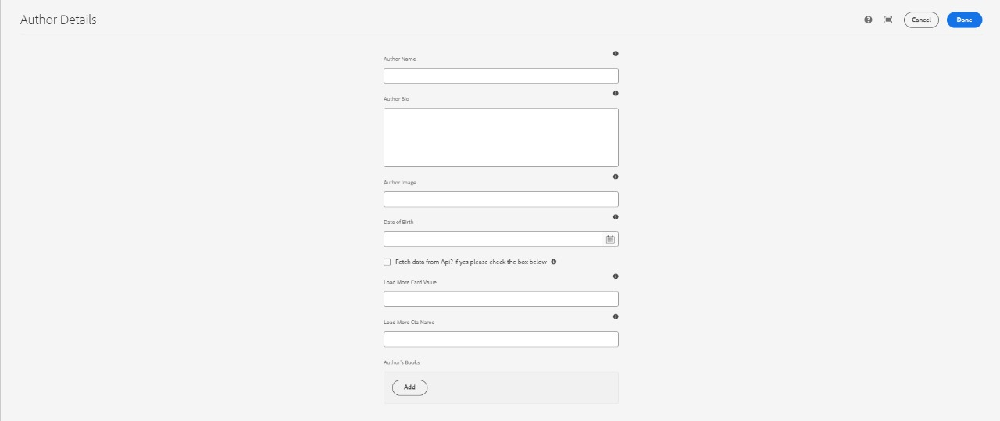 Author Details
Cancel
Done
Author Name
Author Bio
Author Image
Date of Birth
Fetch data from Api? if yes please check the box below
Load More Card Value
Load More Cta Name
Author's Books
Add